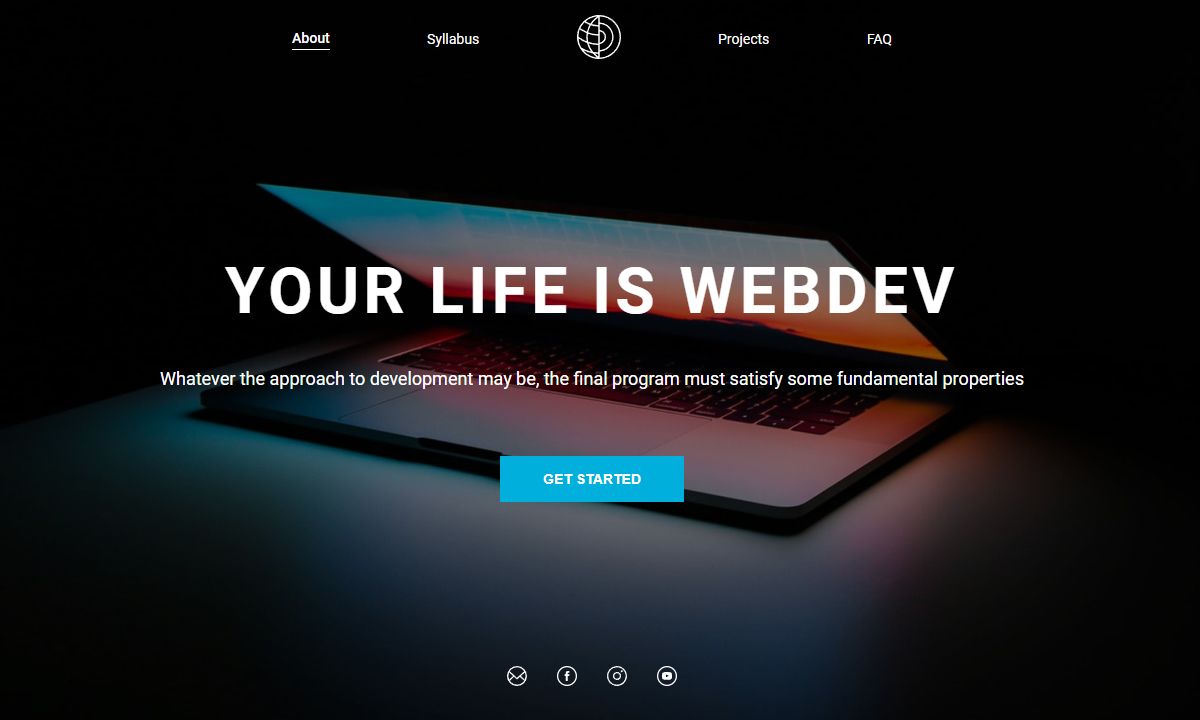 About
Syllabus
Projects
FAQ
YOUR LIFE IS WEBDEV
Whatever the approach to development may be, the final program must satisfy some fundamental properties
GET STARTED